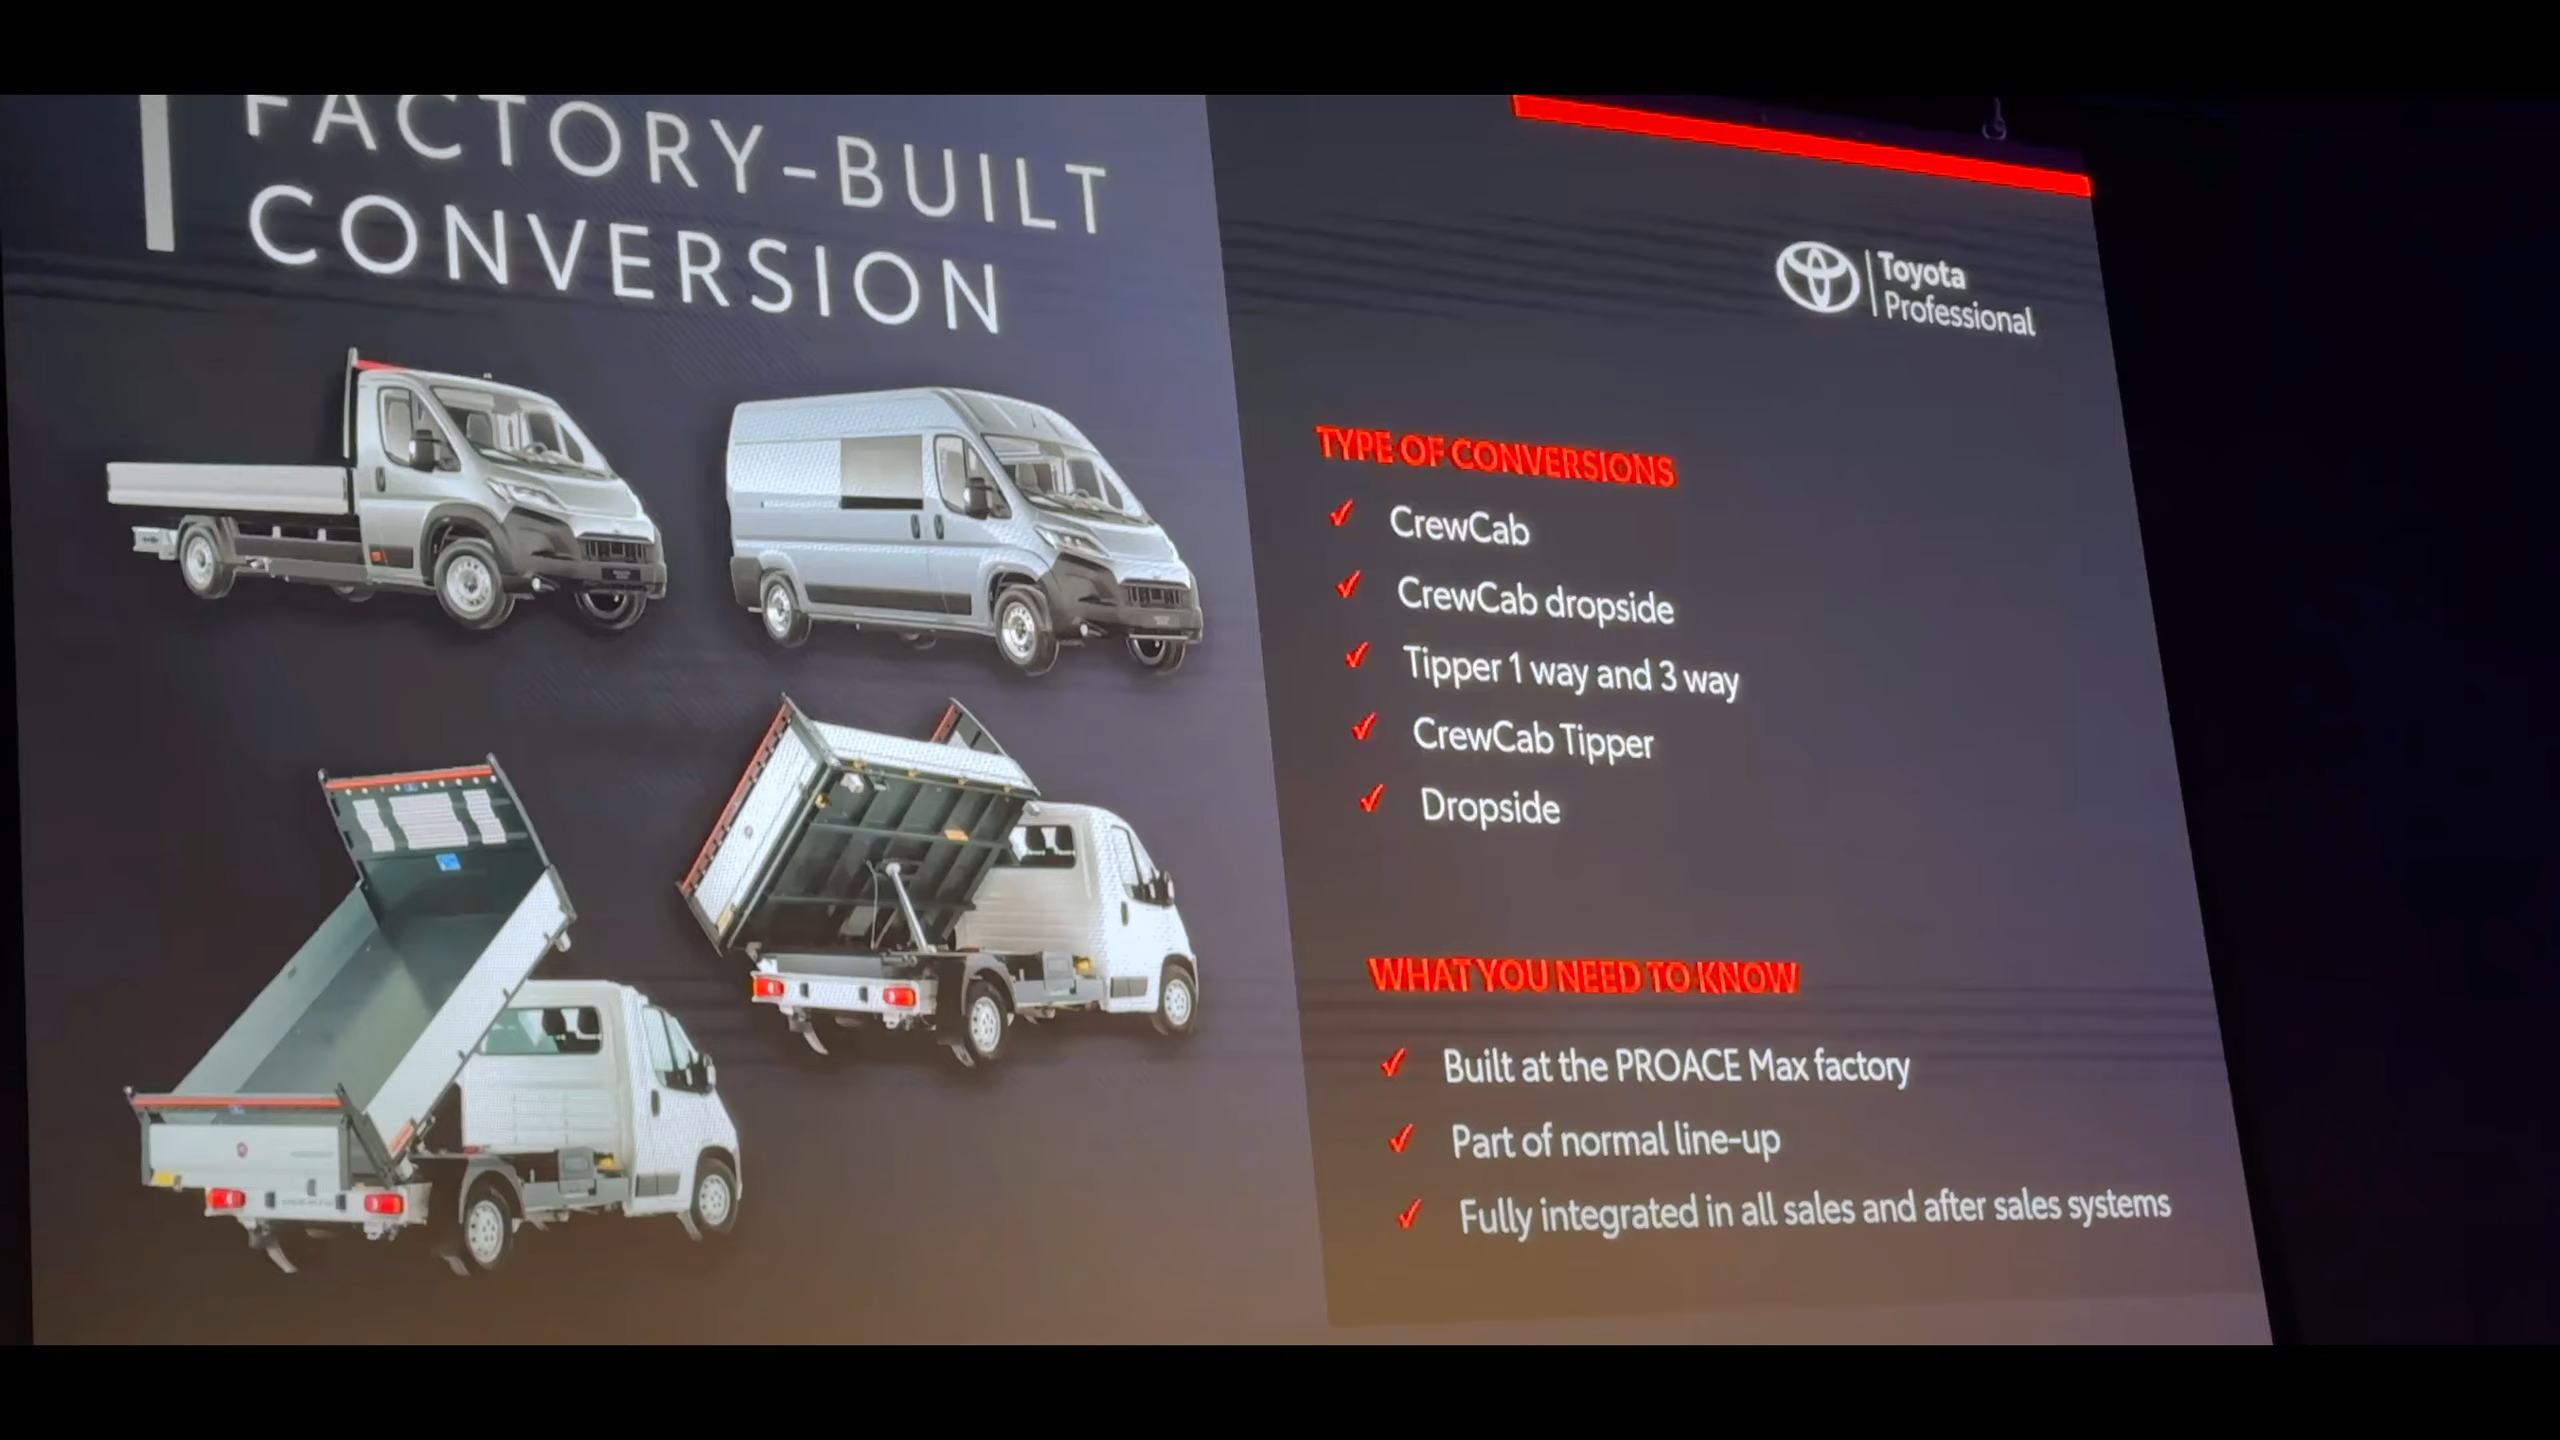 FACTORY-BUILT
CONVERSION
Toyota
Professional
TYPE OF CONVERSIONS
CrewCab
CrewCab dropside
Tipper 1 way and 3 way
CrewCab Tipper
Dropside
WHAT YOU NEED TO KNOW
Built at the PROACE Max factory
Part of normal line-up
Fully integrated in all sales and after sales systems